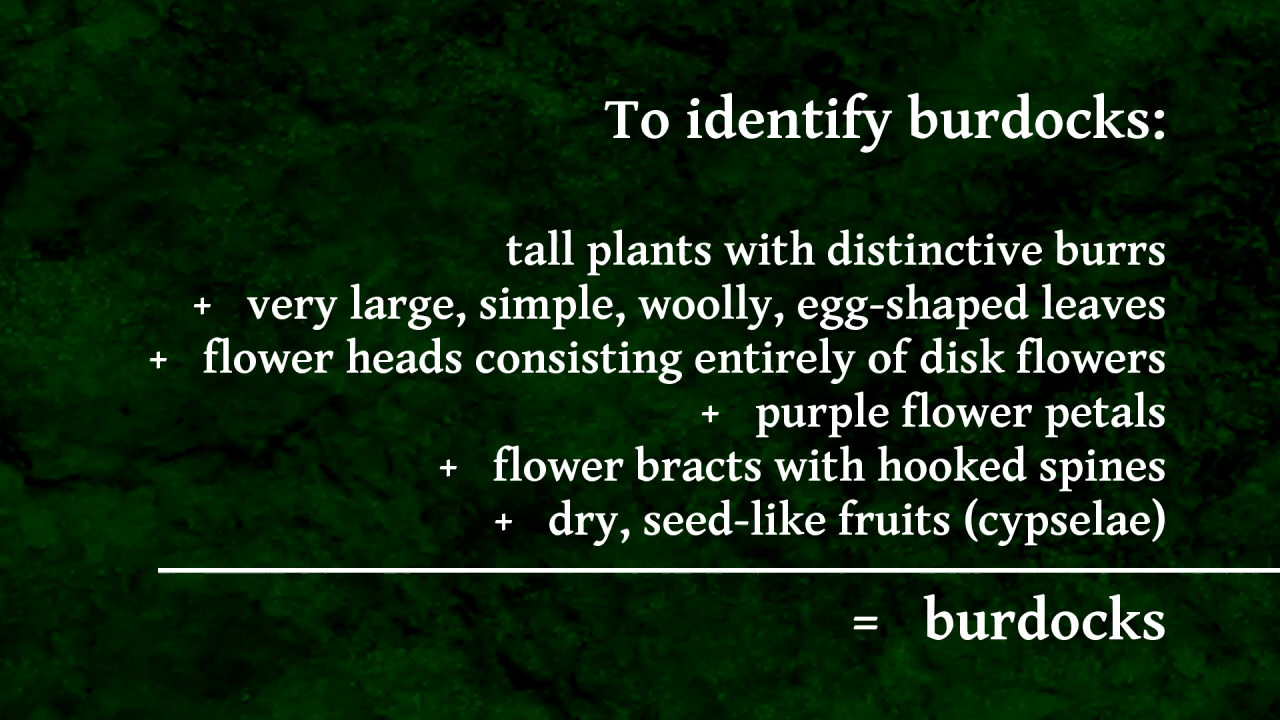 To identify burdocks:
tall plants with distinctive burrs
+ very large, simple, woolly, egg-shaped leaves
+ flower heads consisting entirely of disk flowers
+ purple flower petals
+ flower bracts with hooked spines
+ dry, seed-like fruits (cypselae)
= burdocks